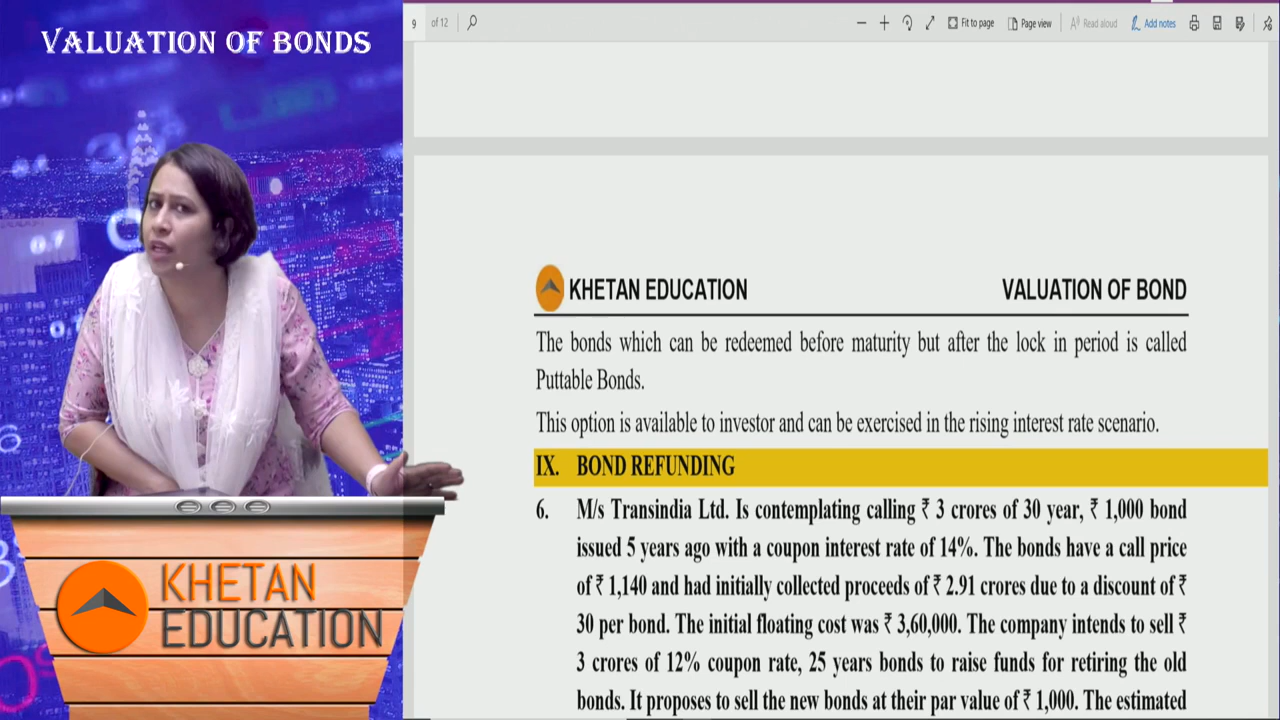 VALUATION OF BONDS
9 of 12
Fit to page
Page view
Read aloud
Add notes
KHETAN EDUCATION
VALUATION OF BOND
The bonds which can be redeemed before maturity but after the lock in period is called
Puttable Bonds.
This option is available to investor and can be exercised in the rising interest rate scenario.
IX. BOND REFUNDING
6. M/s Transindia Ltd. Is contemplating calling ₹ 3 crores of 30 year, ₹ 1,000 bond
issued 5 years ago with a coupon interest rate of 14%. The bonds have a call price
of ₹ 1,140 and had initially collected proceeds of ₹ 2.91 crores due to a discount of ₹
30 per bond. The initial floating cost was ₹ 3,60,000. The company intends to sell ₹
3 crores of 12% coupon rate, 25 years bonds to raise funds for retiring the old
bonds. It proposes to sell the new bonds at their par value of ₹ 1,000. The estimated
KHETAN
EDUCATION